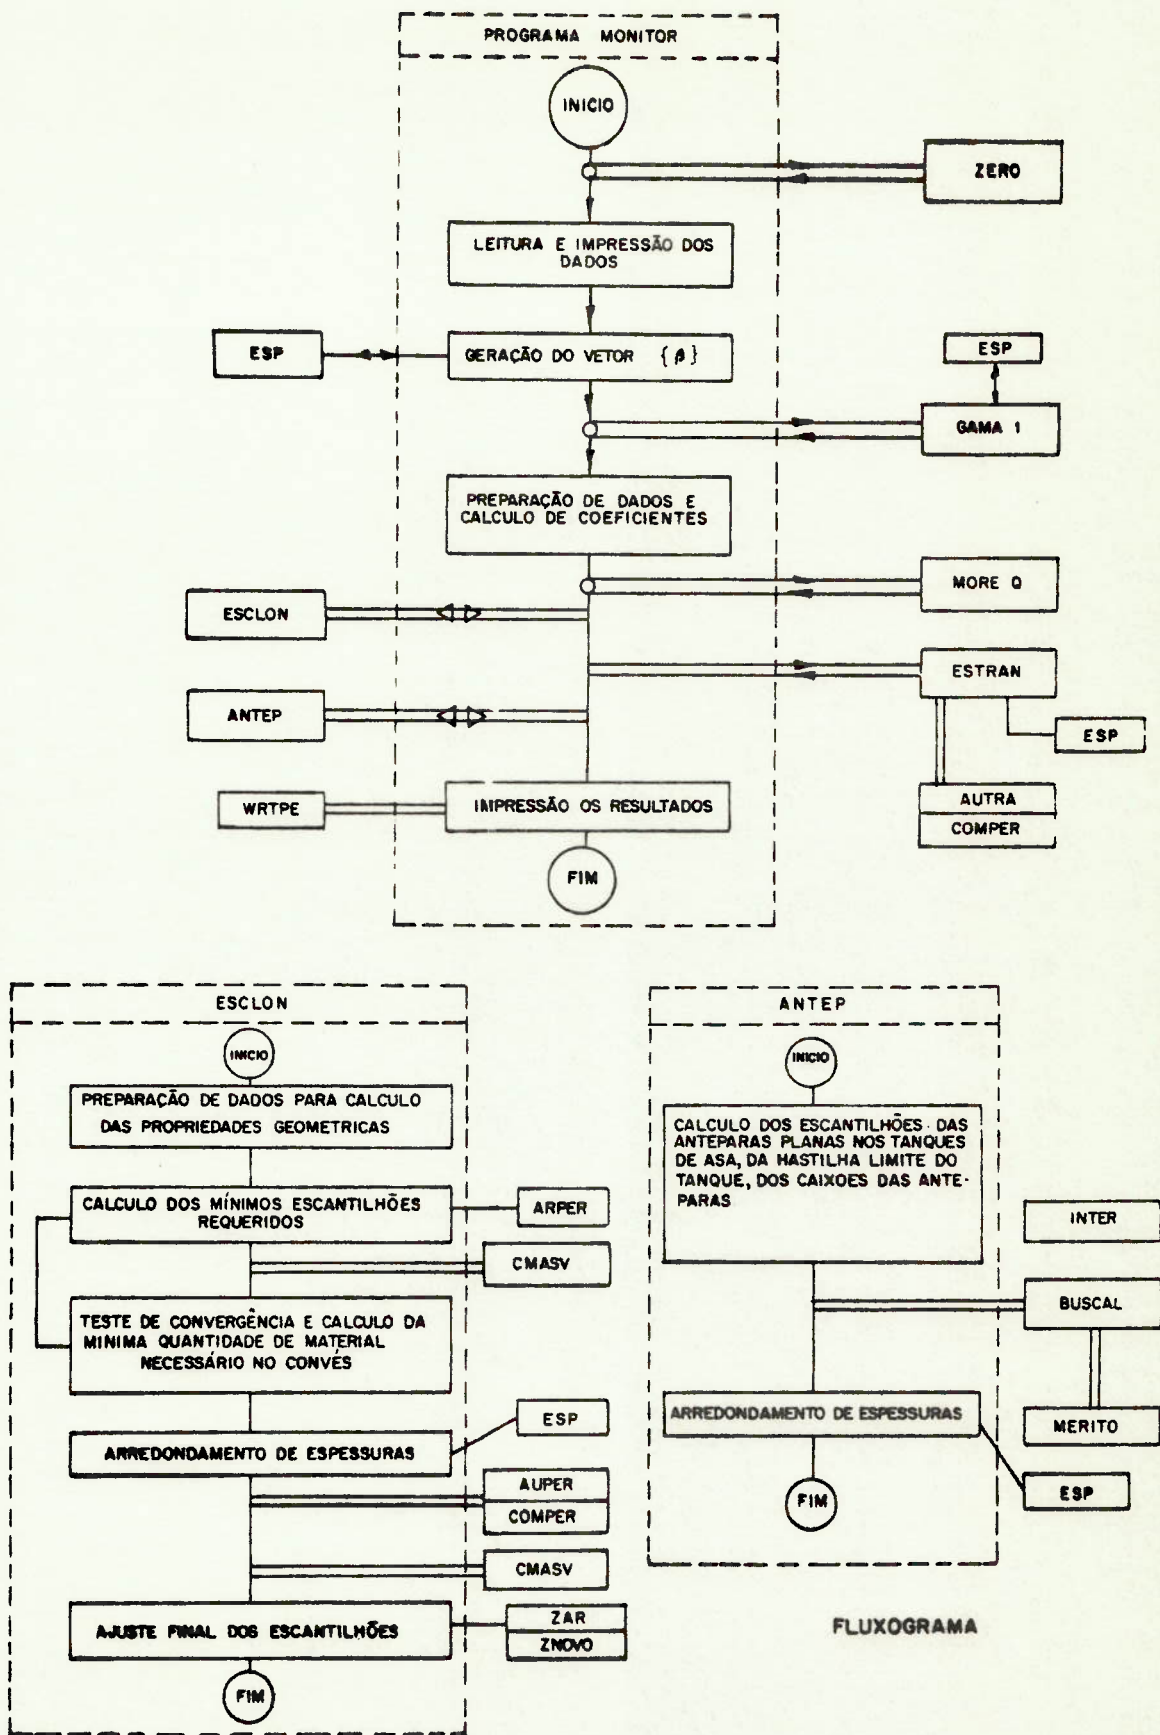 PROGRAMA MONITOR
INICIO
ZERO
LEITURA E IMPRESSÃO DOS
DADOS
ESP
GERAÇÃO DO VETOR {β}
ESP
GAMA 1
PREPARAÇÃO DE DADOS E
CALCULO DE COEFICIENTES
MORE Q
ESCLON
ESTRAN
ANTEP
ESP
WRTPE
IMPRESSÃO OS RESULTADOS
AUTRA
COMPER
FIM
ESCLON
INICIO
PREPARAÇÃO DE DADOS PARA CALCULO
DAS PROPRIEDADES GEOMETRICAS
CALCULO DOS MÍNIMOS ESCANTILHÕES
REQUERIDOS
ARPER
CMASV
TESTE DE CONVERGÊNCIA E CALCULO DA
MINIMA QUANTIDADE DE MATERIAL
NECESSÁRIO NO CONVÉS
ESP
ARREDONDAMENTO DE ESPESSURAS
AUPER
COMPER
CMASV
AJUSTE FINAL DOS ESCANTILHÕES
ZAR
ZNOVO
FIM
ANTEP
INICIO
CALCULO DOS ESCANTILHÕES DAS
ANTEPARAS PLANAS NOS TANQUES
DE ASA, DA HASTILHA LIMITE DO
TANQUE, DOS CAIXOES DAS ANTE-
PARAS
INTER
BUSCAL
ARREDONDAMENTO DE ESPESSURAS
MERITO
ESP
FIM
FLUXOGRAMA